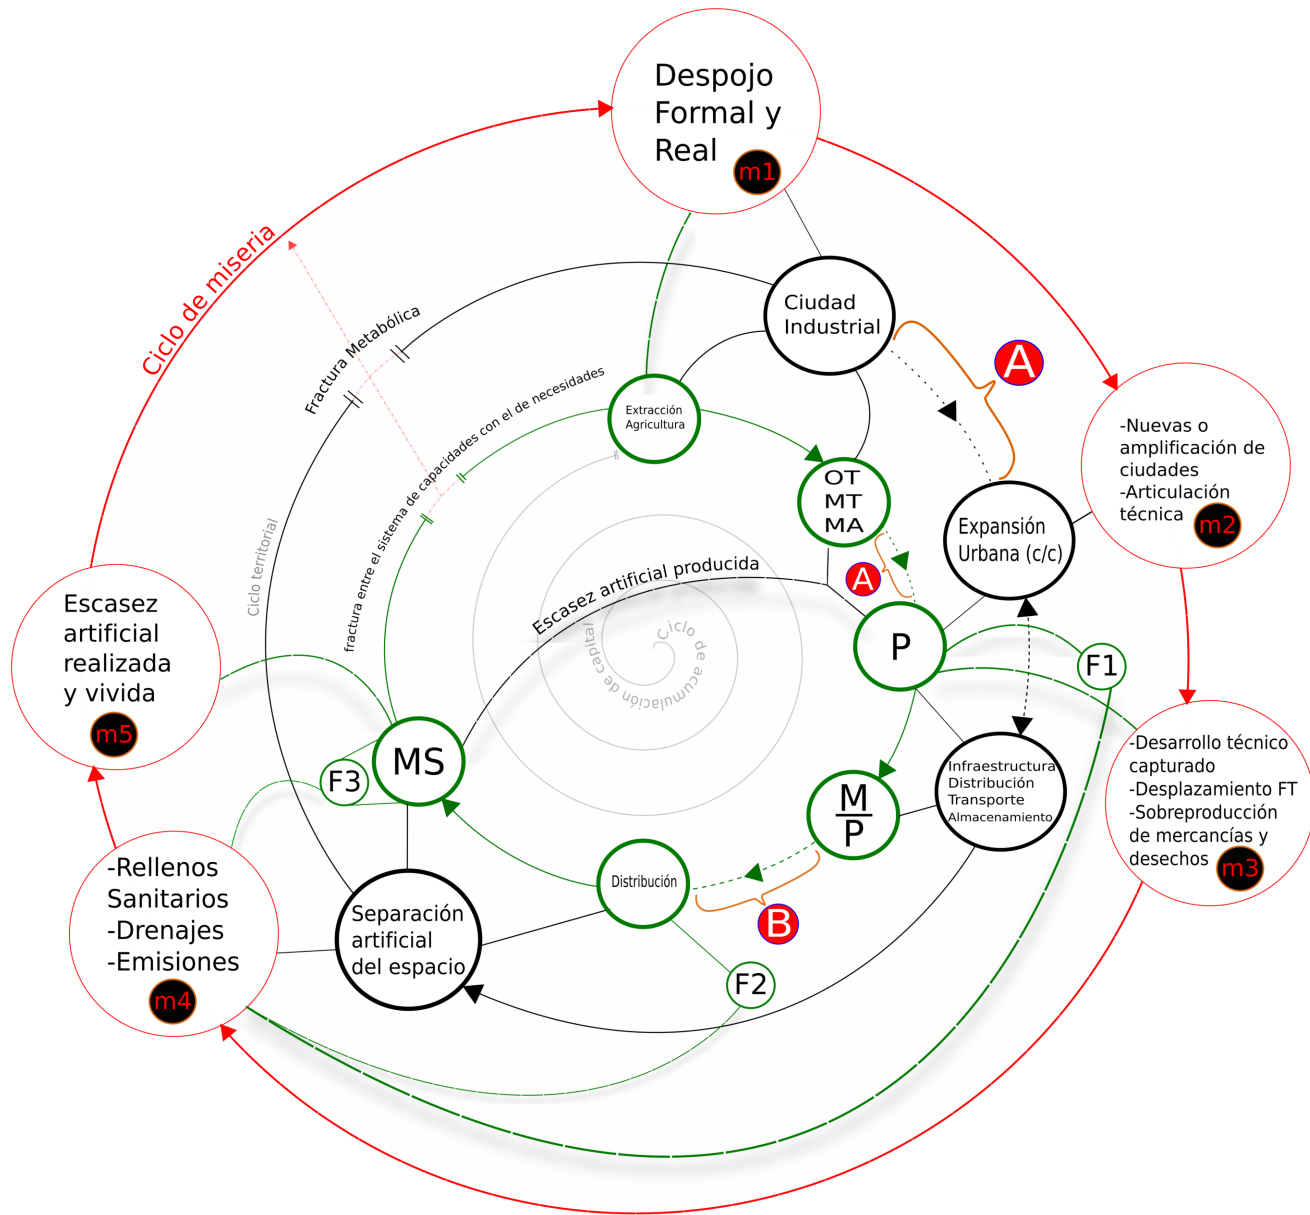 Despojo
Formal y
Real
m1
Ciclo de miseria
Fractura Metabólica
Ciudad
Industrial
A
fractura entre el sistema de capacidades con el de necesidades
Extracción
Agricultura
-Nuevas o
amplificación de
ciudades
-Articulación
técnica
m2
OT
MT
MA
Expansión
Urbana (c/c)
Ciclo territorial
Escasez artificial producida
A
Ciclo de acumulación de capital
P
F1
Escasez
artificial
realizada
y vivida
m5
MS
F3
-Desarrollo técnico
capturado
-Desplazamiento FT
-Sobreproducción
de mercancías y
desechos
m3
Infraestructura
Distribución
Transporte
Almacenamiento
M
P
Distribución
B
-Rellenos
Sanitarios
-Drenajes
-Emisiones
m4
Separación
artificial
del espacio
F2